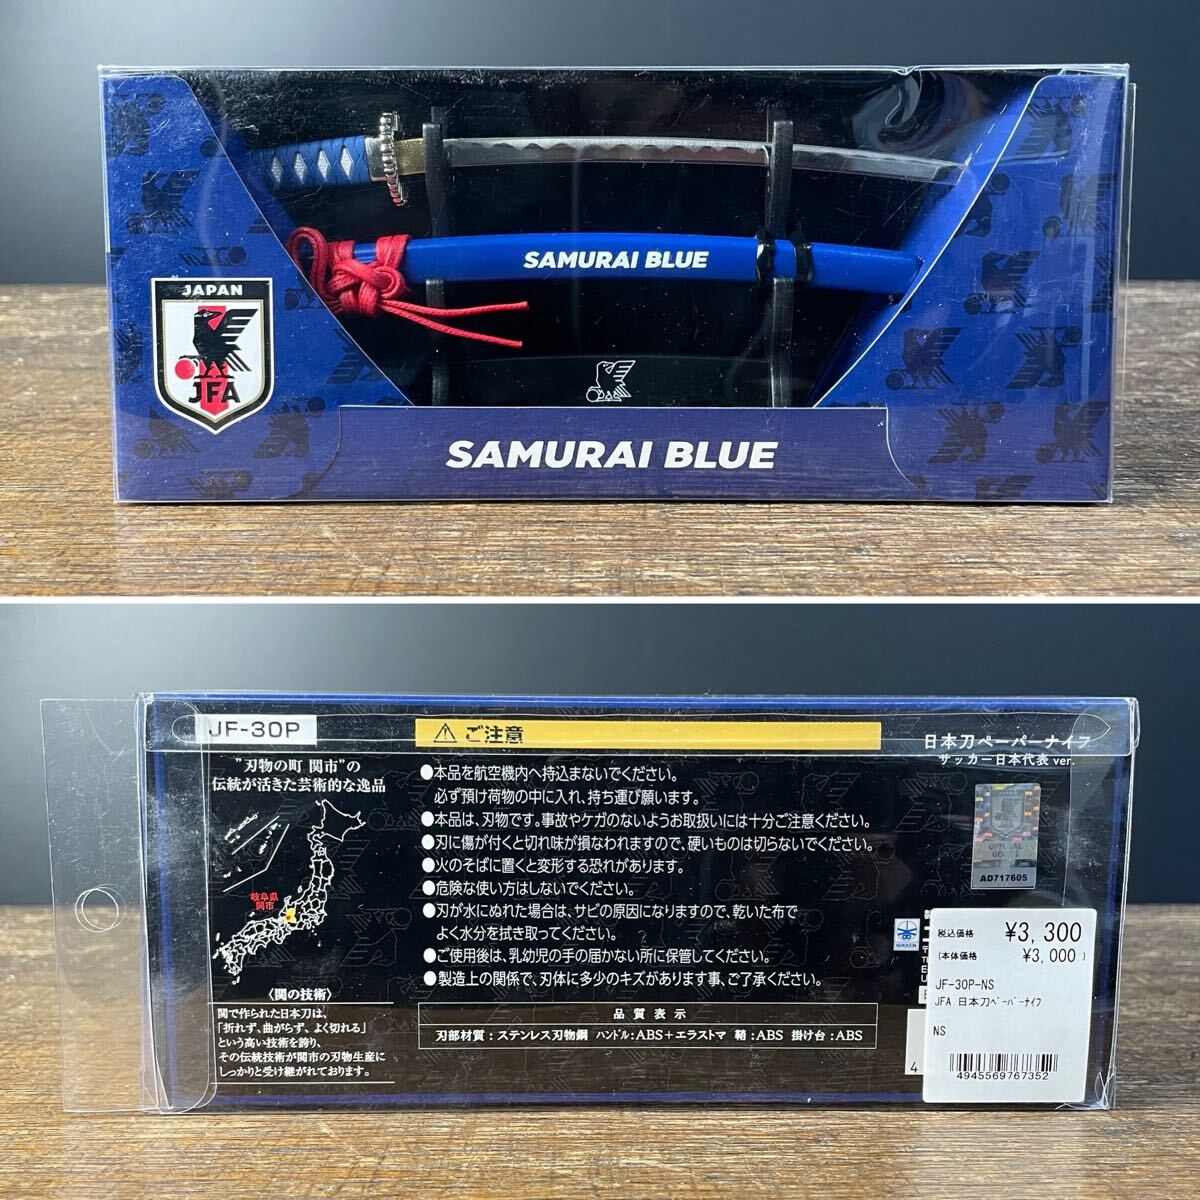 SAMURAI BLUE
JAPAN
JFA
SAMURAI BLUE
JF-30P
⚠ご注意
日本刀ペーパーナイフ
サッカー日本代表 ver.
"刃物の町 関市"の
伝統が活きた芸術的な逸品
岐阜県
関市
〈関の技術〉
関で作られた日本刀は、
「折れず、曲がらず、よく切れる」
という高い技術を誇り、
その伝統技術が関市の刃物生産に
しっかりと受け継がれております。
●本品を航空機内へ持込まないでください。
必ず預け荷物の中に入れ、持ち運び願います。
●本品は、刃物です。事故やケガのないようお取扱いには十分ご注意ください。
●刃に傷が付くと切れ味が損なわれますので、硬いものは切らないでください。
●火のそばに置くと変形する恐れがあります。
●危険な使い方はしないでください。
●刃が水にぬれた場合は、サビの原因になりますので、乾いた布で
よく水分を拭き取ってください。
●ご使用後は、乳幼児の手の届かない所に保管してください。
●製造上の関係で、刃体に多少のキズがあります事、ご了承ください。
品質表示
刃部材質：ステンレス刃物鋼 ハンドル：ABS＋エラストマ 鞘：ABS 掛け台：ABS
OFFICIAL
GOODS
AD717605
NIKKEN
税込価格 ¥3,300
(本体価格 ¥3,000)
JF-30P-NS
JFA 日本刀ﾍﾟｰﾊﾟｰﾅｲﾌ
NS
4945569767352